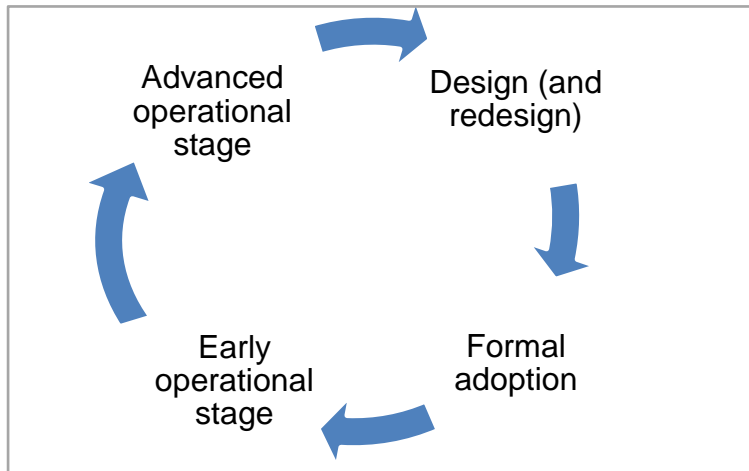 Advanced
operational
stage
Design (and
redesign)
Formal
adoption
Early
operational
stage